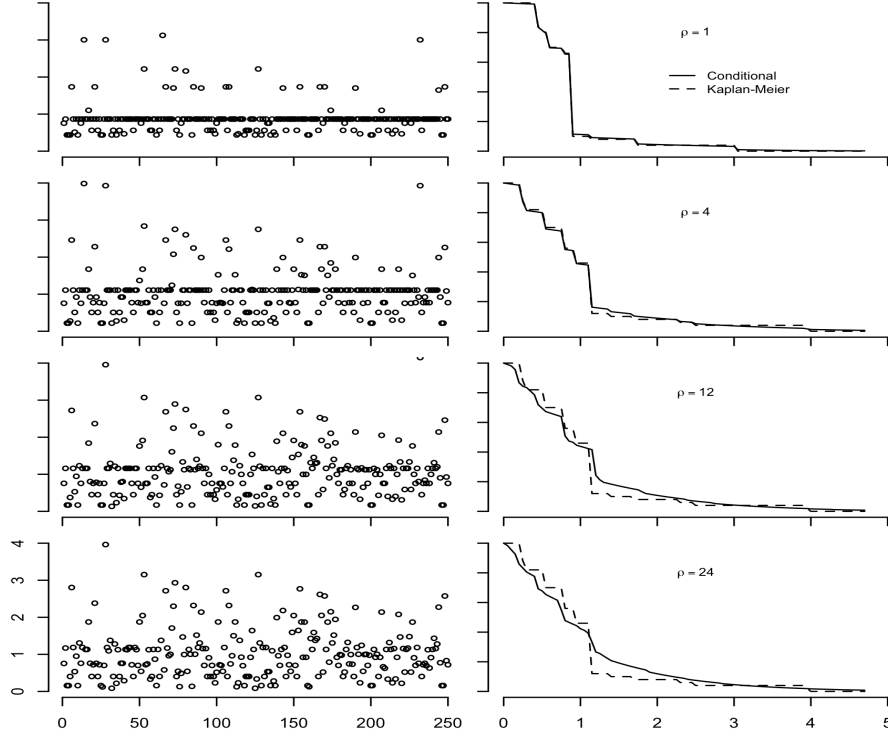 ρ = 1
Conditional
Kaplan-Meier
ρ = 4
ρ = 12
ρ = 24
4
3
2
1
0
0 50 100 150 200 250
0 1 2 3 4 5